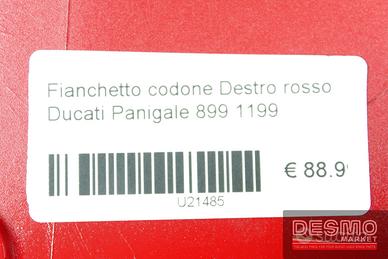 Fianchetto codone Destro rosso
Ducati Panigale 899 1199
€ 88.9
U21485
DESMO
MARKET